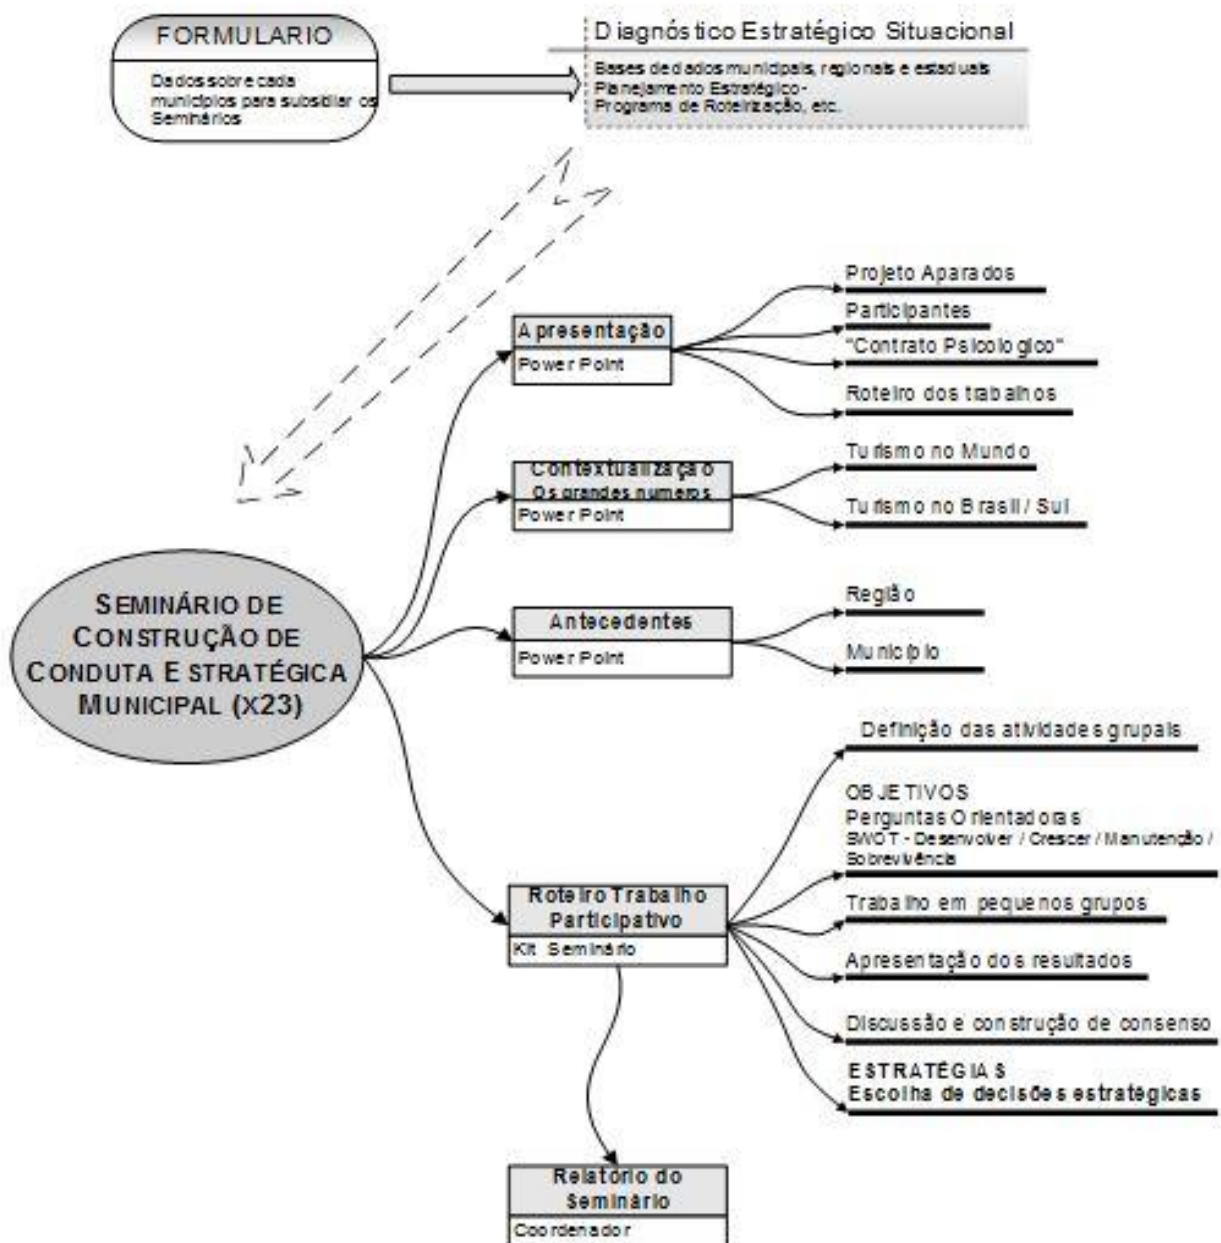 FORMULARIO
Dados sobre cada
municípios para subsidiar os
Seminários
Diagnóstico Estratégico Situacional
Bases de dados municipais, regionais e estaduais
Planejamento Estratégico-
Programa de Roteirização, etc.
Apresentação
Power Point
Projeto Aparados
Participantes
"Contrato Psicologico"
Roteiro dos trabalhos
Contextualização
Os grandes numeros
Power Point
Turismo no Mundo
Turismo no Brasil / Sul
SEMINÁRIO DE
CONSTRUÇÃO DE
CONDUTA ESTRATÉGICA
MUNICIPAL (X23)
Antecedentes
Power Point
Região
Município
Roteiro Trabalho
Participativo
Kit Seminário
Definição das atividades grupais
OBJETIVOS
Perguntas Orientadoras
SWOT - Desenvolver / Crescer / Manutenção /
Sobrevivência
Trabalho em pequenos grupos
Apresentação dos resultados
Discussão e construção de consenso
ESTRATÉGIAS
Escolha de decisões estratégicas
Relatório do
Seminário
Coordenador